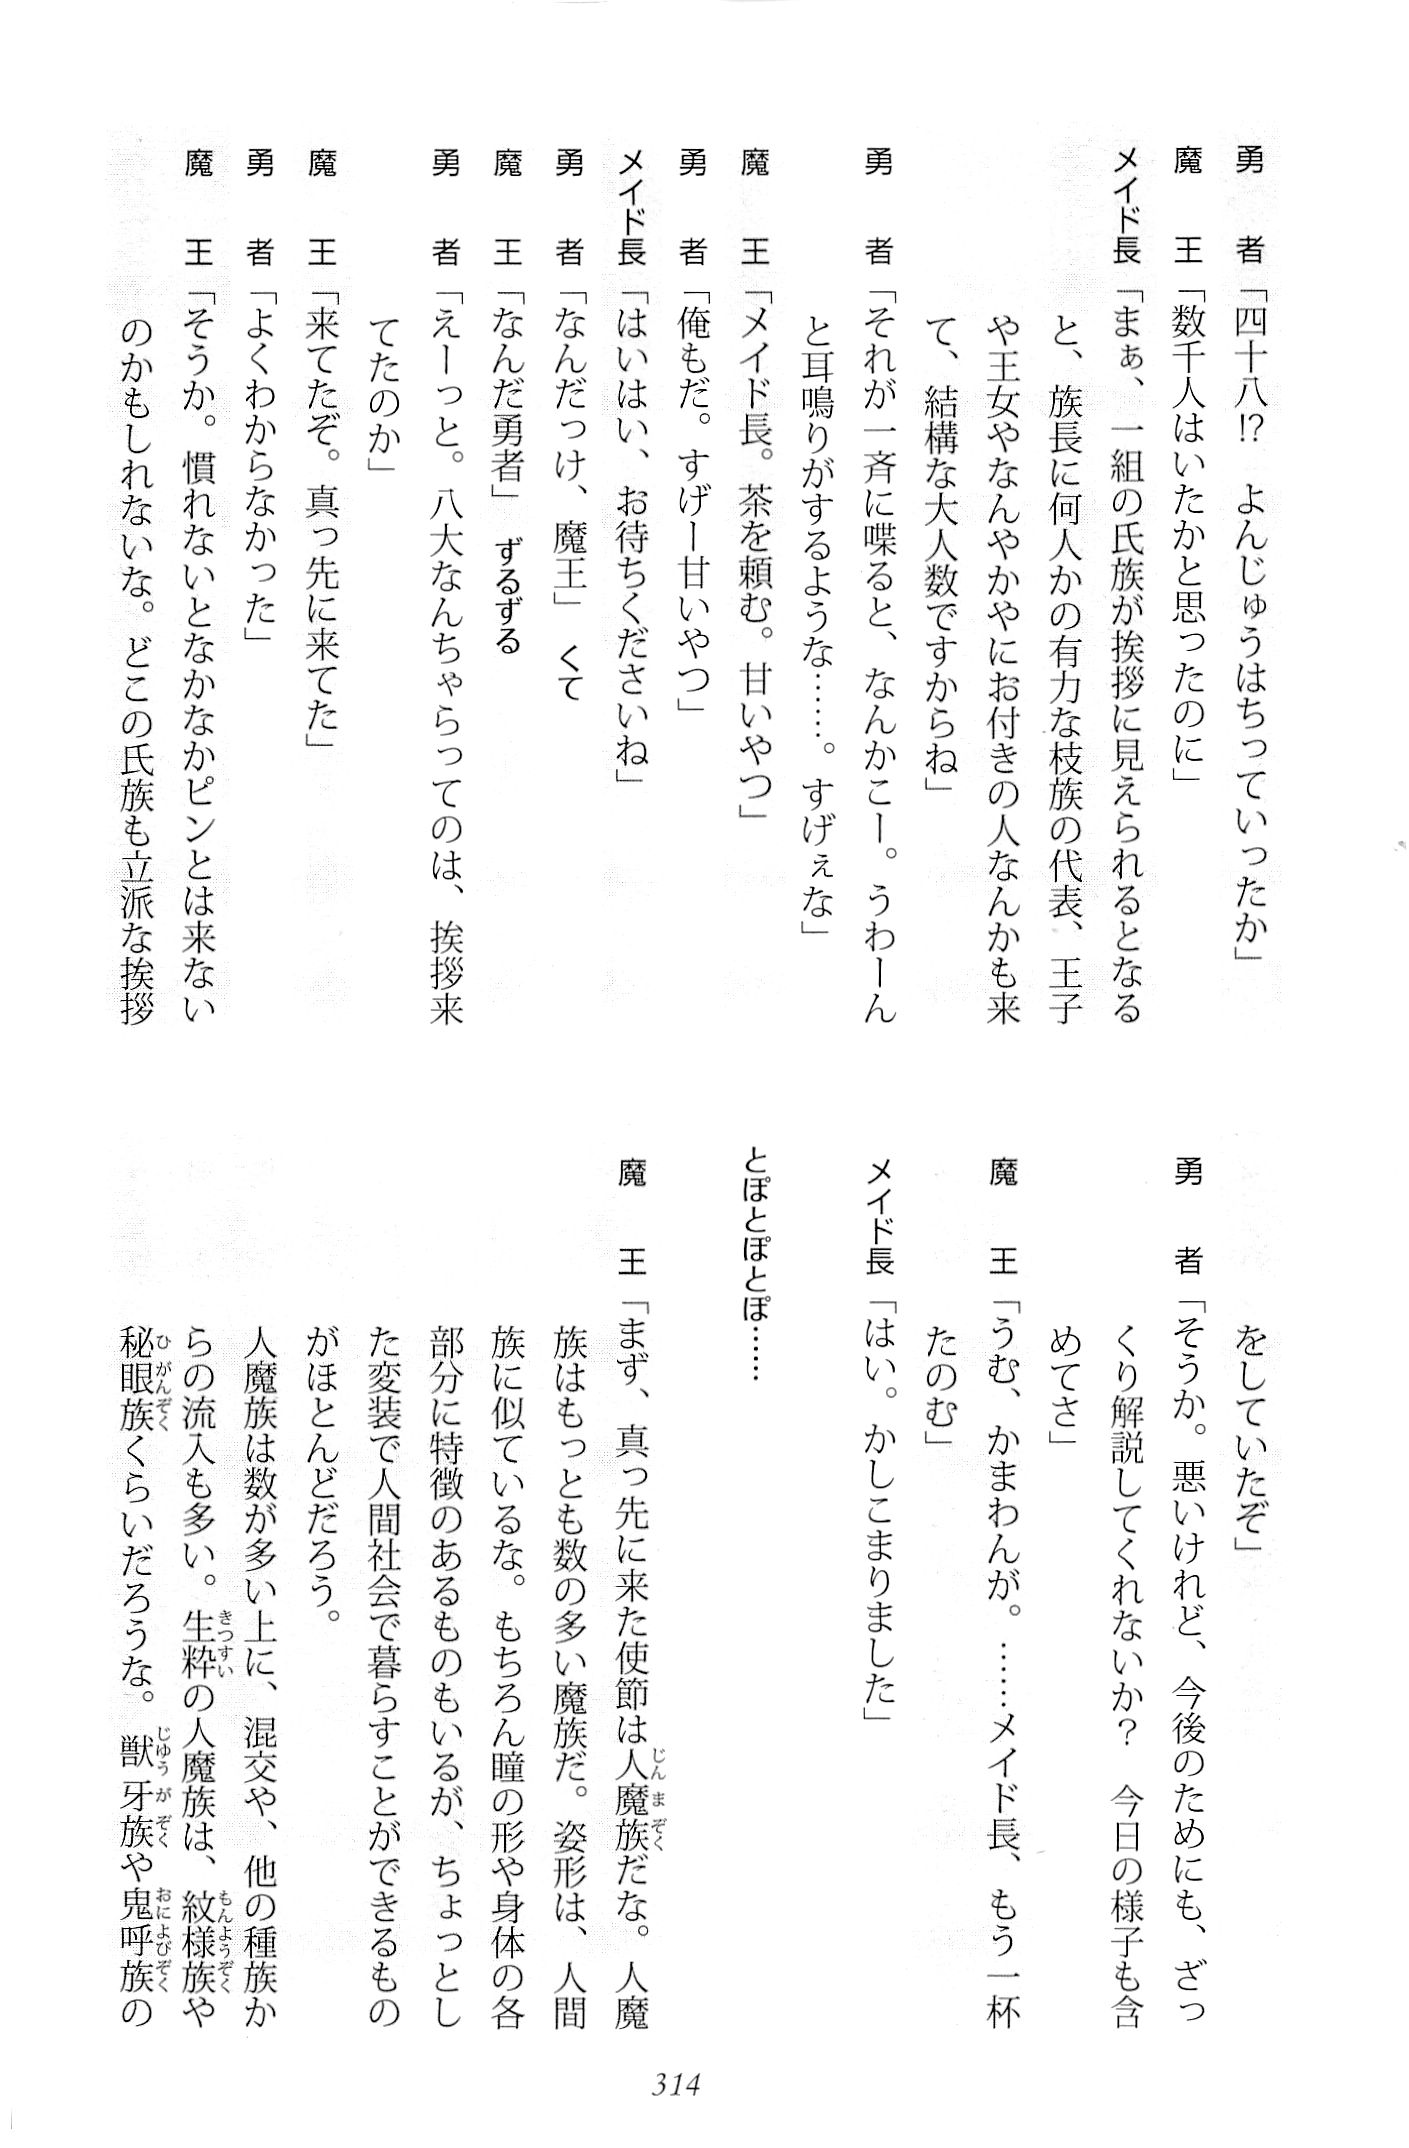 勇　者「四十八!?　よんじゅうはちっていったか」
魔　王「数千人はいたかと思ったのに」
メイド長「まぁ、一組の氏族が挨拶に見えられるとなる
と、族長に何人かの有力な枝族の代表、王子
や王女やなんやかやにお付きの人なんかも来
て、結構な大人数ですからね」
勇　者「それが一斉に喋ると、なんかこー。うわーん
と耳鳴りがするような……。すげぇな」
魔　王「メイド長。茶を頼む。甘いやつ」
勇　者「俺もだ。すげー甘いやつ」
メイド長「はいはい、お待ちくださいね」
勇　者「なんだっけ、魔王」　くて
魔　王「なんだ勇者」　ずるずる
勇　者「えーっと。八大なんちゃらってのは、挨拶来
てたのか」
魔　王「来てたぞ。真っ先に来てた」
勇　者「よくわからなかった」
魔　王「そうか。慣れないとなかなかピンとは来ない
のかもしれないな。どこの氏族も立派な挨拶
をしていたぞ」
勇　者「そうか。悪いけれど、今後のためにも、ざっ
くり解説してくれないか？　今日の様子も含
めてさ」
魔　王「うむ、かまわんが。……メイド長、もう一杯
たのむ」
メイド長「はい。かしこまりました」
とぽとぽとぽ……
魔　王「まず、真っ先に来た使節は人魔族だな。人魔
族はもっとも数の多い魔族だ。姿形は、人間
族に似ているな。もちろん瞳の形や身体の各
部分に特徴のあるものもいるが、ちょっとし
た変装で人間社会で暮らすことができるもの
がほとんどだろう。
人魔族は数が多い上に、混交や、他の種族か
らの流入も多い。生粋の人魔族は、紋様族や
秘眼族くらいだろうな。獣牙族や鬼呼族の
314